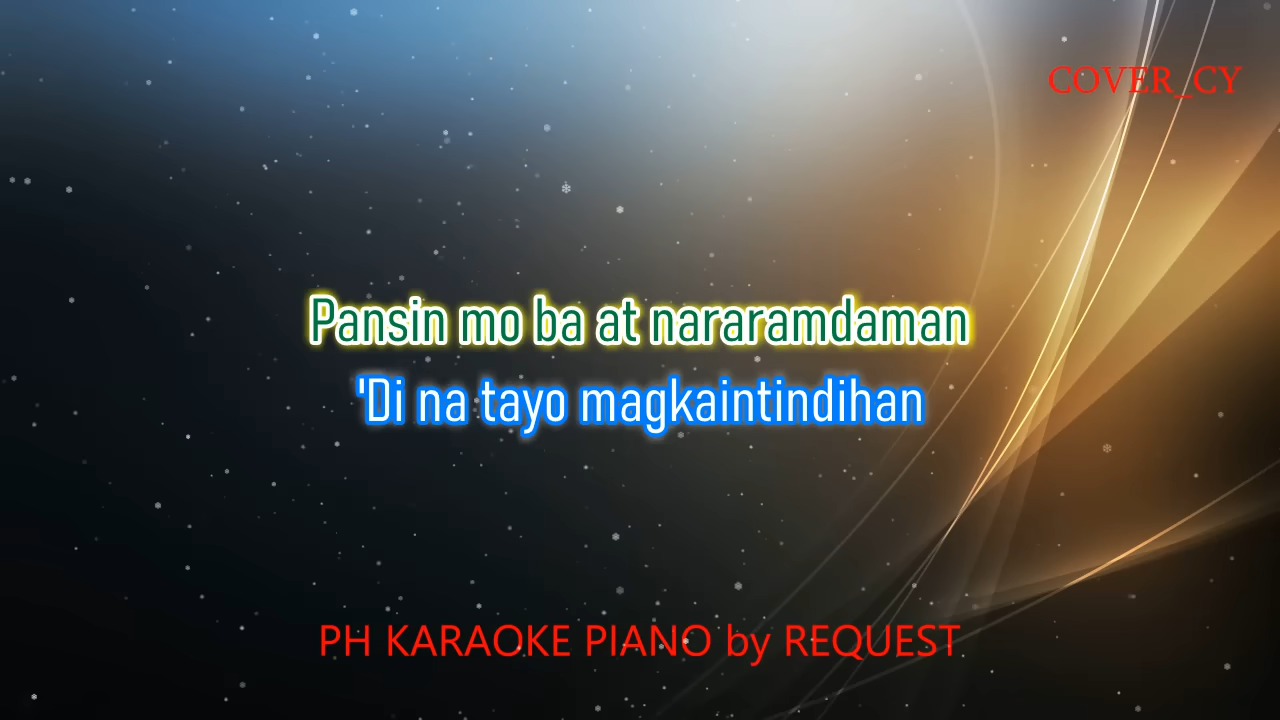 COVER_CY
Pansin mo ba at nararamdaman
'Di na tayo magkaintindihan
PH KARAOKE PIANO by REQUEST